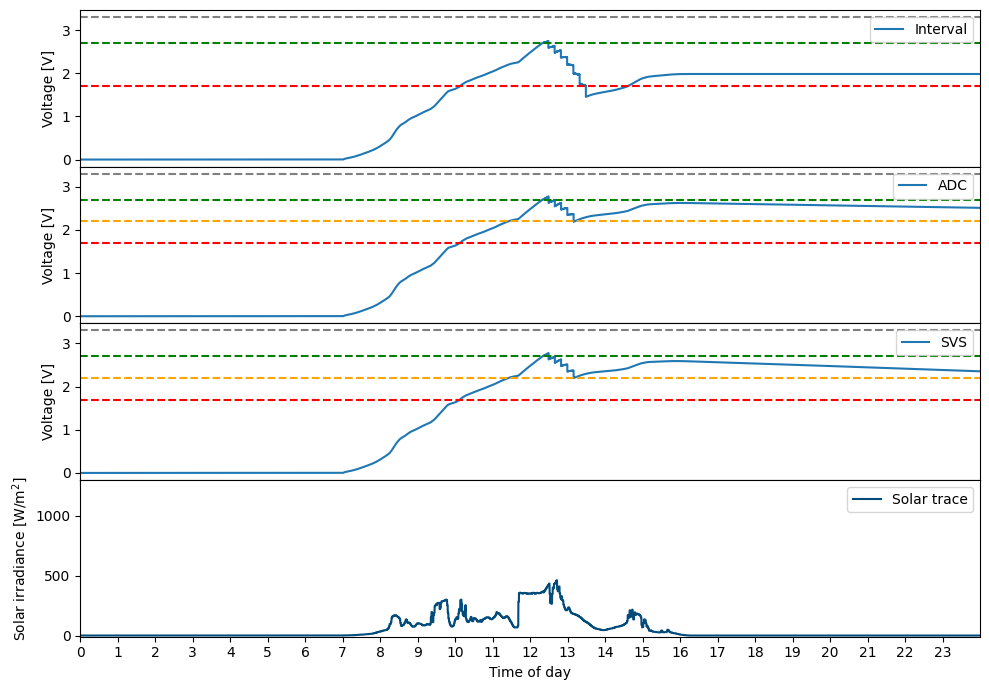 Voltage [V]
3
2
1
0
Interval
Voltage [V]
3
2
1
0
ADC
Voltage [V]
3
2
1
0
SVS
Solar irradiance [W/m²]
1000
500
0
Solar trace
0 1 2 3 4 5 6 7 8 9 10 11 12 13 14 15 16 17 18 19 20 21 22 23
Time of day